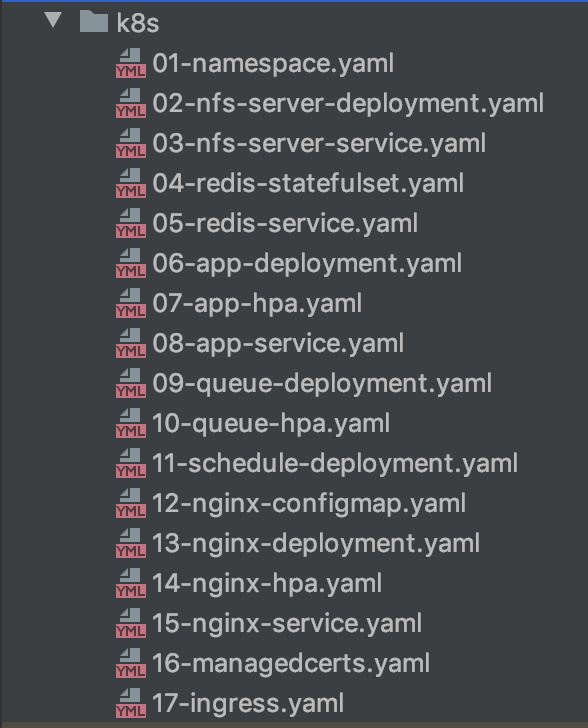 k8s
YML 01-namespace.yaml
YML 02-nfs-server-deployment.yaml
YML 03-nfs-server-service.yaml
YML 04-redis-statefulset.yaml
YML 05-redis-service.yaml
YML 06-app-deployment.yaml
YML 07-app-hpa.yaml
YML 08-app-service.yaml
YML 09-queue-deployment.yaml
YML 10-queue-hpa.yaml
YML 11-schedule-deployment.yaml
YML 12-nginx-configmap.yaml
YML 13-nginx-deployment.yaml
YML 14-nginx-hpa.yaml
YML 15-nginx-service.yaml
YML 16-managedcerts.yaml
YML 17-ingress.yaml